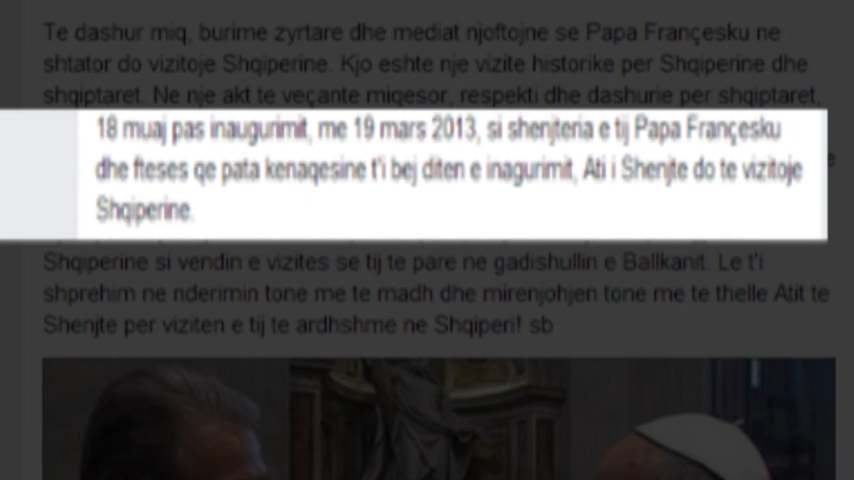 Te dashur miq, burime zyrtare dhe mediat njoftojne se Papa Françesku ne
shtator do vizitoje Shqiperine. Kjo eshte nje vizite historike per Shqiperine dhe
shqiptaret. Ne nje akt te veçante miqesor, respekti dhe dashurie per shqiptaret,
18 muaj pas inaugurimit, me 19 mars 2013, si shenjteria e tij Papa Françesku
dhe fteses qe pata kenaqesine t'i bej diten e inagurimit, Ati i Shenjte do te vizitoje
Shqiperine.
Shqiperine si vendin e vizites se tij te pare ne gadishullin e Ballkanit. Le t'i
shprehim ne nderimin tone me te madh dhe mirenjohjen tone me te thelle Atit te
Shenjte per viziten e tij te ardhshme ne Shqiperi! sb